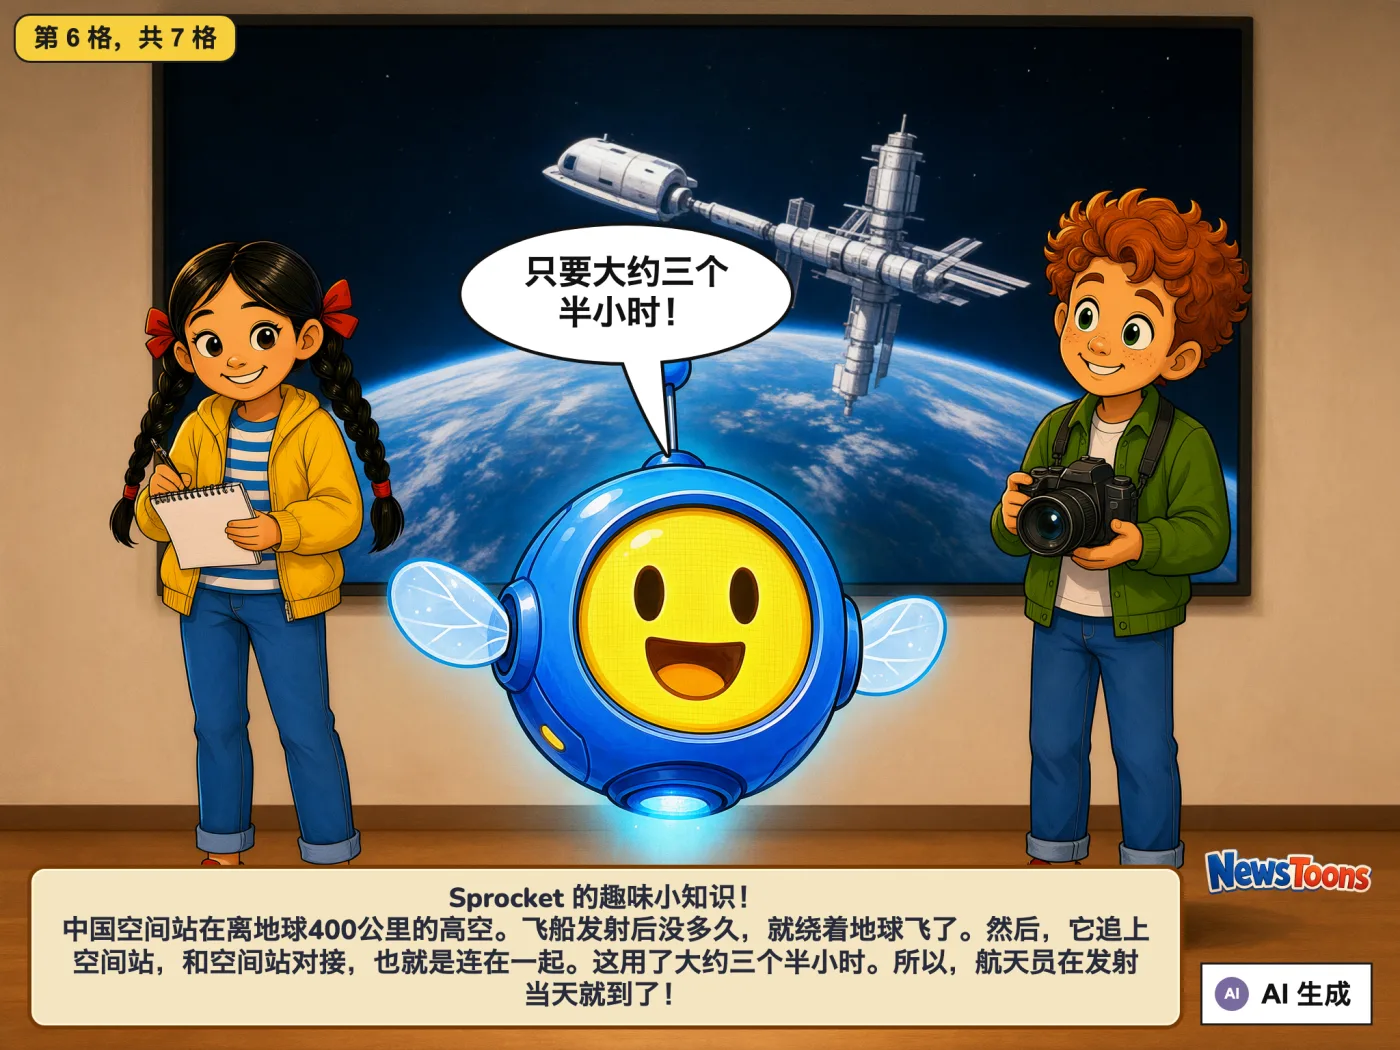 第 6 格，共 7 格
只要大约三个
半小时！
Sprocket 的趣味小知识！
中国空间站在离地球400公里的高空。飞船发射后没多久，就绕着地球飞了。然后，它追上
空间站，和空间站对接，也就是连在一起。这用了大约三个半小时。所以，航天员在发射
当天就到了！
NewsToons
AI AI 生成